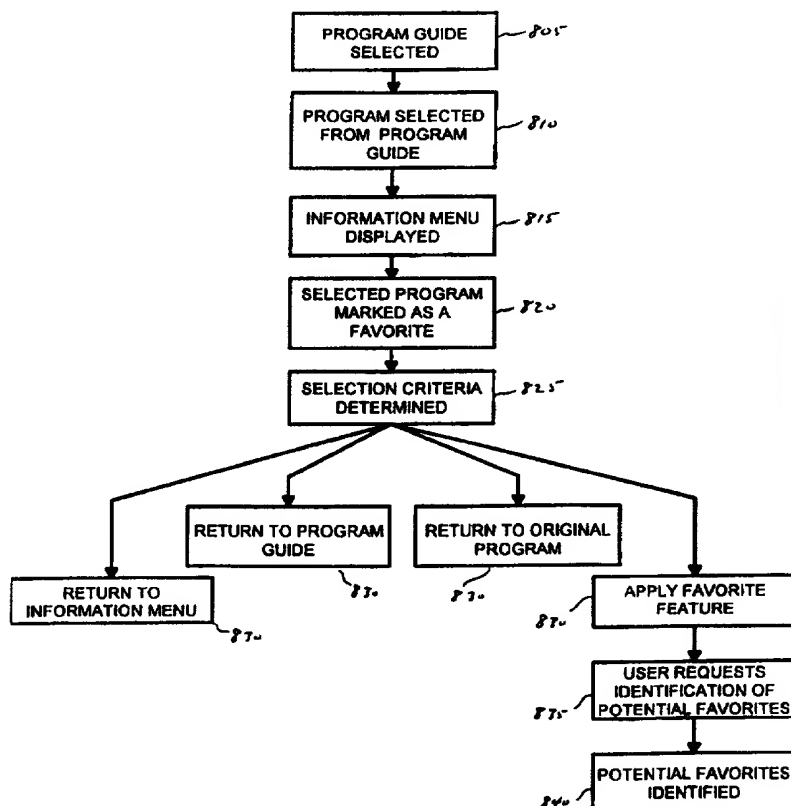 PROGRAM GUIDE
SELECTED
805
PROGRAM SELECTED
FROM PROGRAM
GUIDE
810
INFORMATION MENU
DISPLAYED
815
SELECTED PROGRAM
MARKED AS A
FAVORITE
820
SELECTION CRITERIA
DETERMINED
825
RETURN TO
INFORMATION MENU
830
RETURN TO PROGRAM
GUIDE
830
RETURN TO ORIGINAL
PROGRAM
830
APPLY FAVORITE
FEATURE
830
USER REQUESTS
IDENTIFICATION OF
POTENTIAL FAVORITES
835
POTENTIAL FAVORITES
IDENTIFIED
840